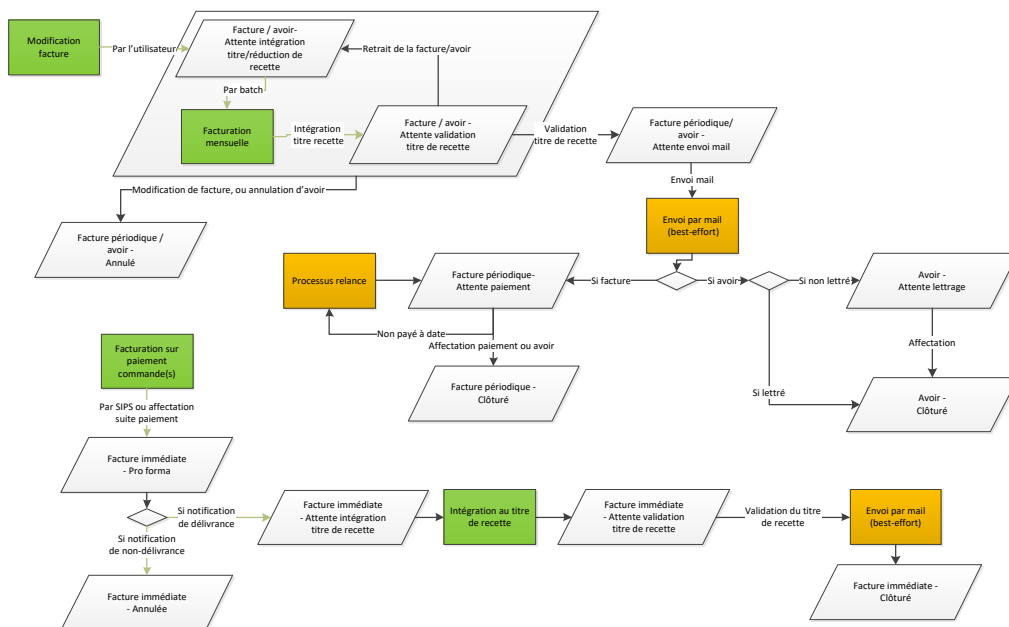 Modification
facture
Par l'utilisateur
Facture / avoir-
Attente intégration
titre/réduction de
recette
Retrait de la facture/avoir
Par batch
Facturation
mensuelle
Intégration
titre recette
Facture / avoir -
Attente validation
titre de recette
Validation
titre de recette
Facture périodique/
avoir -
Attente envoi mail
Envoi mail
Modification de facture, ou annulation d'avoir
Facture périodique /
avoir -
Annulé
Envoi par mail
(best-effort)
Processus relance
Facture périodique-
Attente paiement
Si facture
Si avoir
Si non lettré
Avoir -
Attente lettrage
Non payé à date
Affectation paiement ou avoir
Affectation
Facturation sur
paiement
commande(s)
Facture périodique -
Clôturé
Si lettré
Avoir -
Clôturé
Par SIPS ou affectation
suite paiement
Facture immédiate
- Pro forma
Si notification
de délivrance
Facture immédiate
- Attente intégration
titre de recette
Intégration au titre
de recette
Facture immédiate
- Attente validation
titre de recette
Validation du titre
de recette
Envoi par mail
(best-effort)
Si notification
de non-délivrance
Facture immédiate
- Annulée
Facture immédiate -
Clôturé